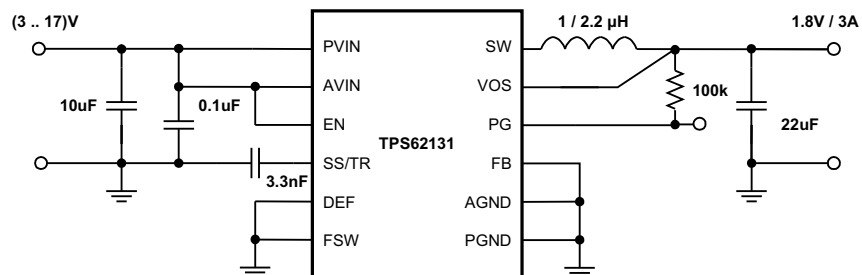 (3 .. 17)V
1 / 2.2 µH
1.8V / 3A
PVIN
SW
AVIN
VOS
10uF
0.1uF
100k
EN
PG
22uF
TPS62131
SS/TR
FB
3.3nF
DEF
AGND
FSW
PGND